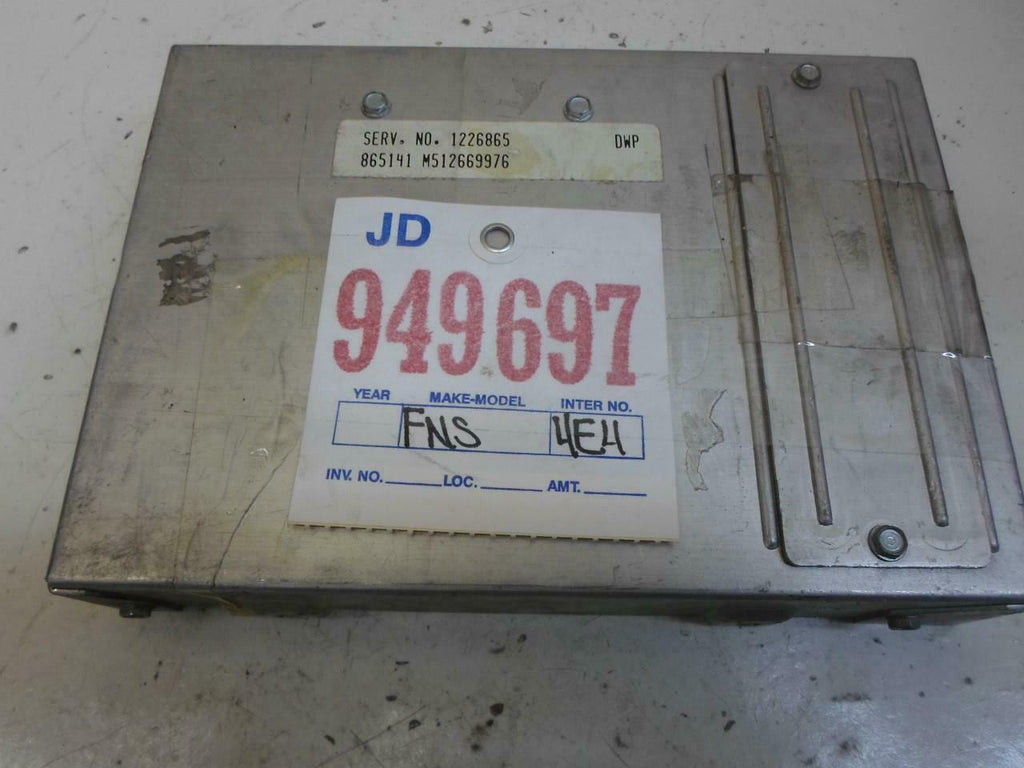 SERV. NO. 1226865 DWP
865141 M512669976
JD
949697
YEAR MAKE-MODEL INTER NO.
FNS 4E4
INV. NO. LOC. AMT.